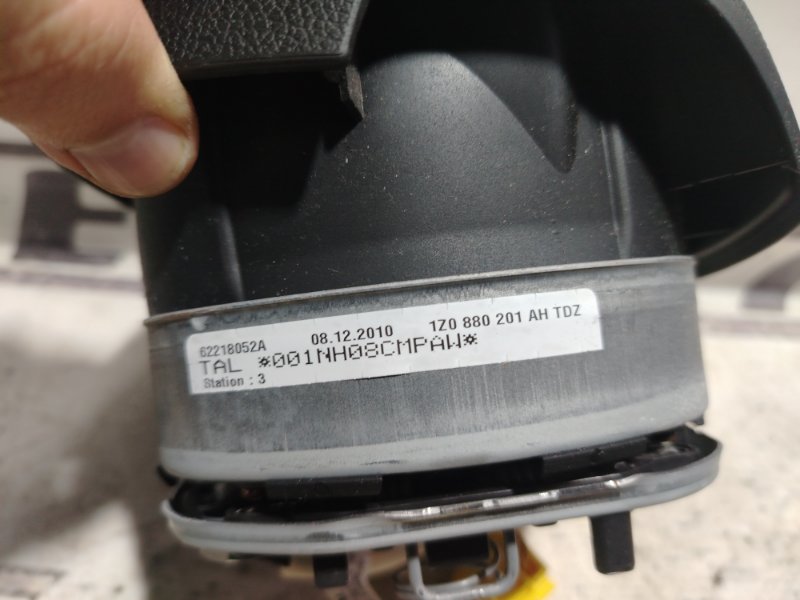 62218052A 08.12.2010 1Z0 880 201 AH TDZ
TAL *001NH08CMPAW*
Station : 3